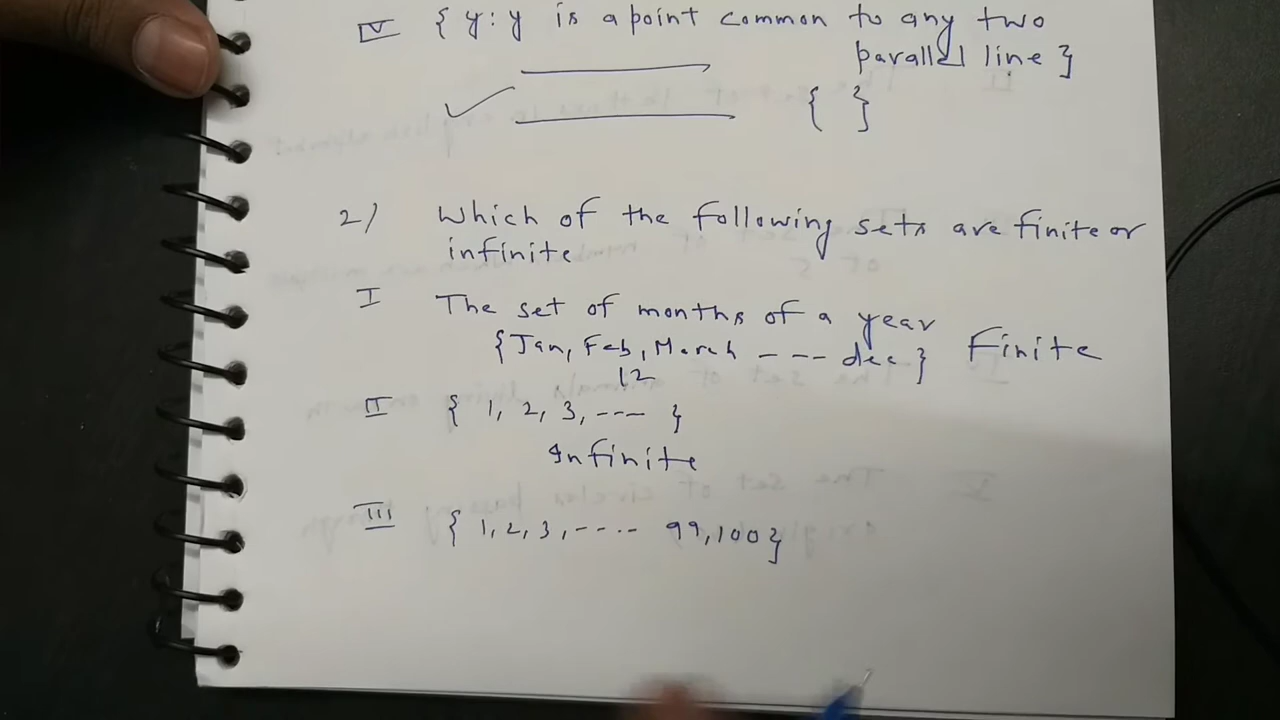 IV { y : y is a point common to any two
parallel line }
{ }
2) Which of the following sets are finite or
infinite
I The set of months of a year
{Jan, Feb, March --- dec} Finite
12
II { 1, 2, 3, --- }
Infinite
III { 1, 2, 3, ---- 99, 100}